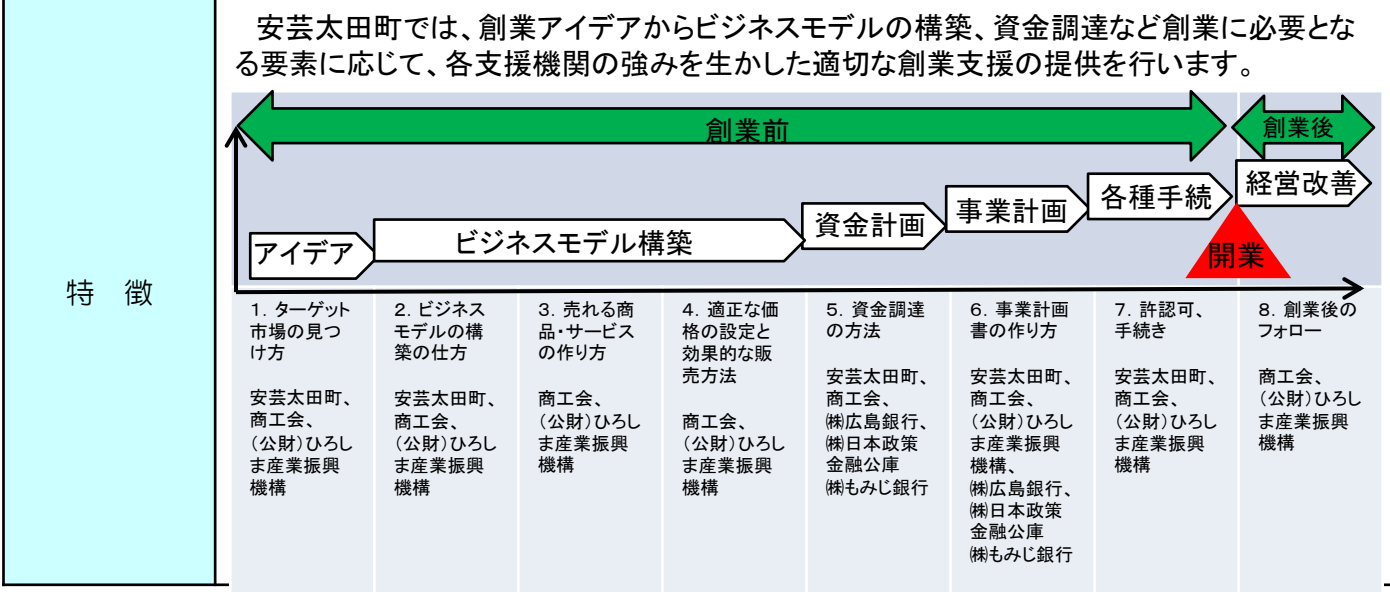 特　徴
安芸太田町では、創業アイデアからビジネスモデルの構築、資金調達など創業に必要とな
る要素に応じて、各支援機関の強みを生かした適切な創業支援の提供を行います。
創業前
創業後
アイデア
ビジネスモデル構築
資金計画
事業計画
各種手続
経営改善
開業
１．ターゲット
市場の見つ
け方
安芸太田町、
商工会、
（公財）ひろし
ま産業振興
機構
２．ビジネス
モデルの構
築の仕方
安芸太田町、
商工会、
（公財）ひろし
ま産業振興
機構
３．売れる商
品・サービス
の作り方
商工会、
（公財）ひろし
ま産業振興
機構
４．適正な価
格の設定と
効果的な販
売方法
商工会、
（公財）ひろし
ま産業振興
機構
５．資金調達
の方法
安芸太田町、
商工会、
㈱広島銀行、
㈱日本政策
金融公庫
㈱もみじ銀行
６．事業計画
書の作り方
安芸太田町、
商工会、
（公財）ひろし
ま産業振興
機構、
㈱広島銀行、
㈱日本政策
金融公庫
㈱もみじ銀行
７．許認可、
手続き
安芸太田町、
商工会、
（公財）ひろし
ま産業振興
機構
８．創業後の
フォロー
商工会、
（公財）ひろし
ま産業振興
機構